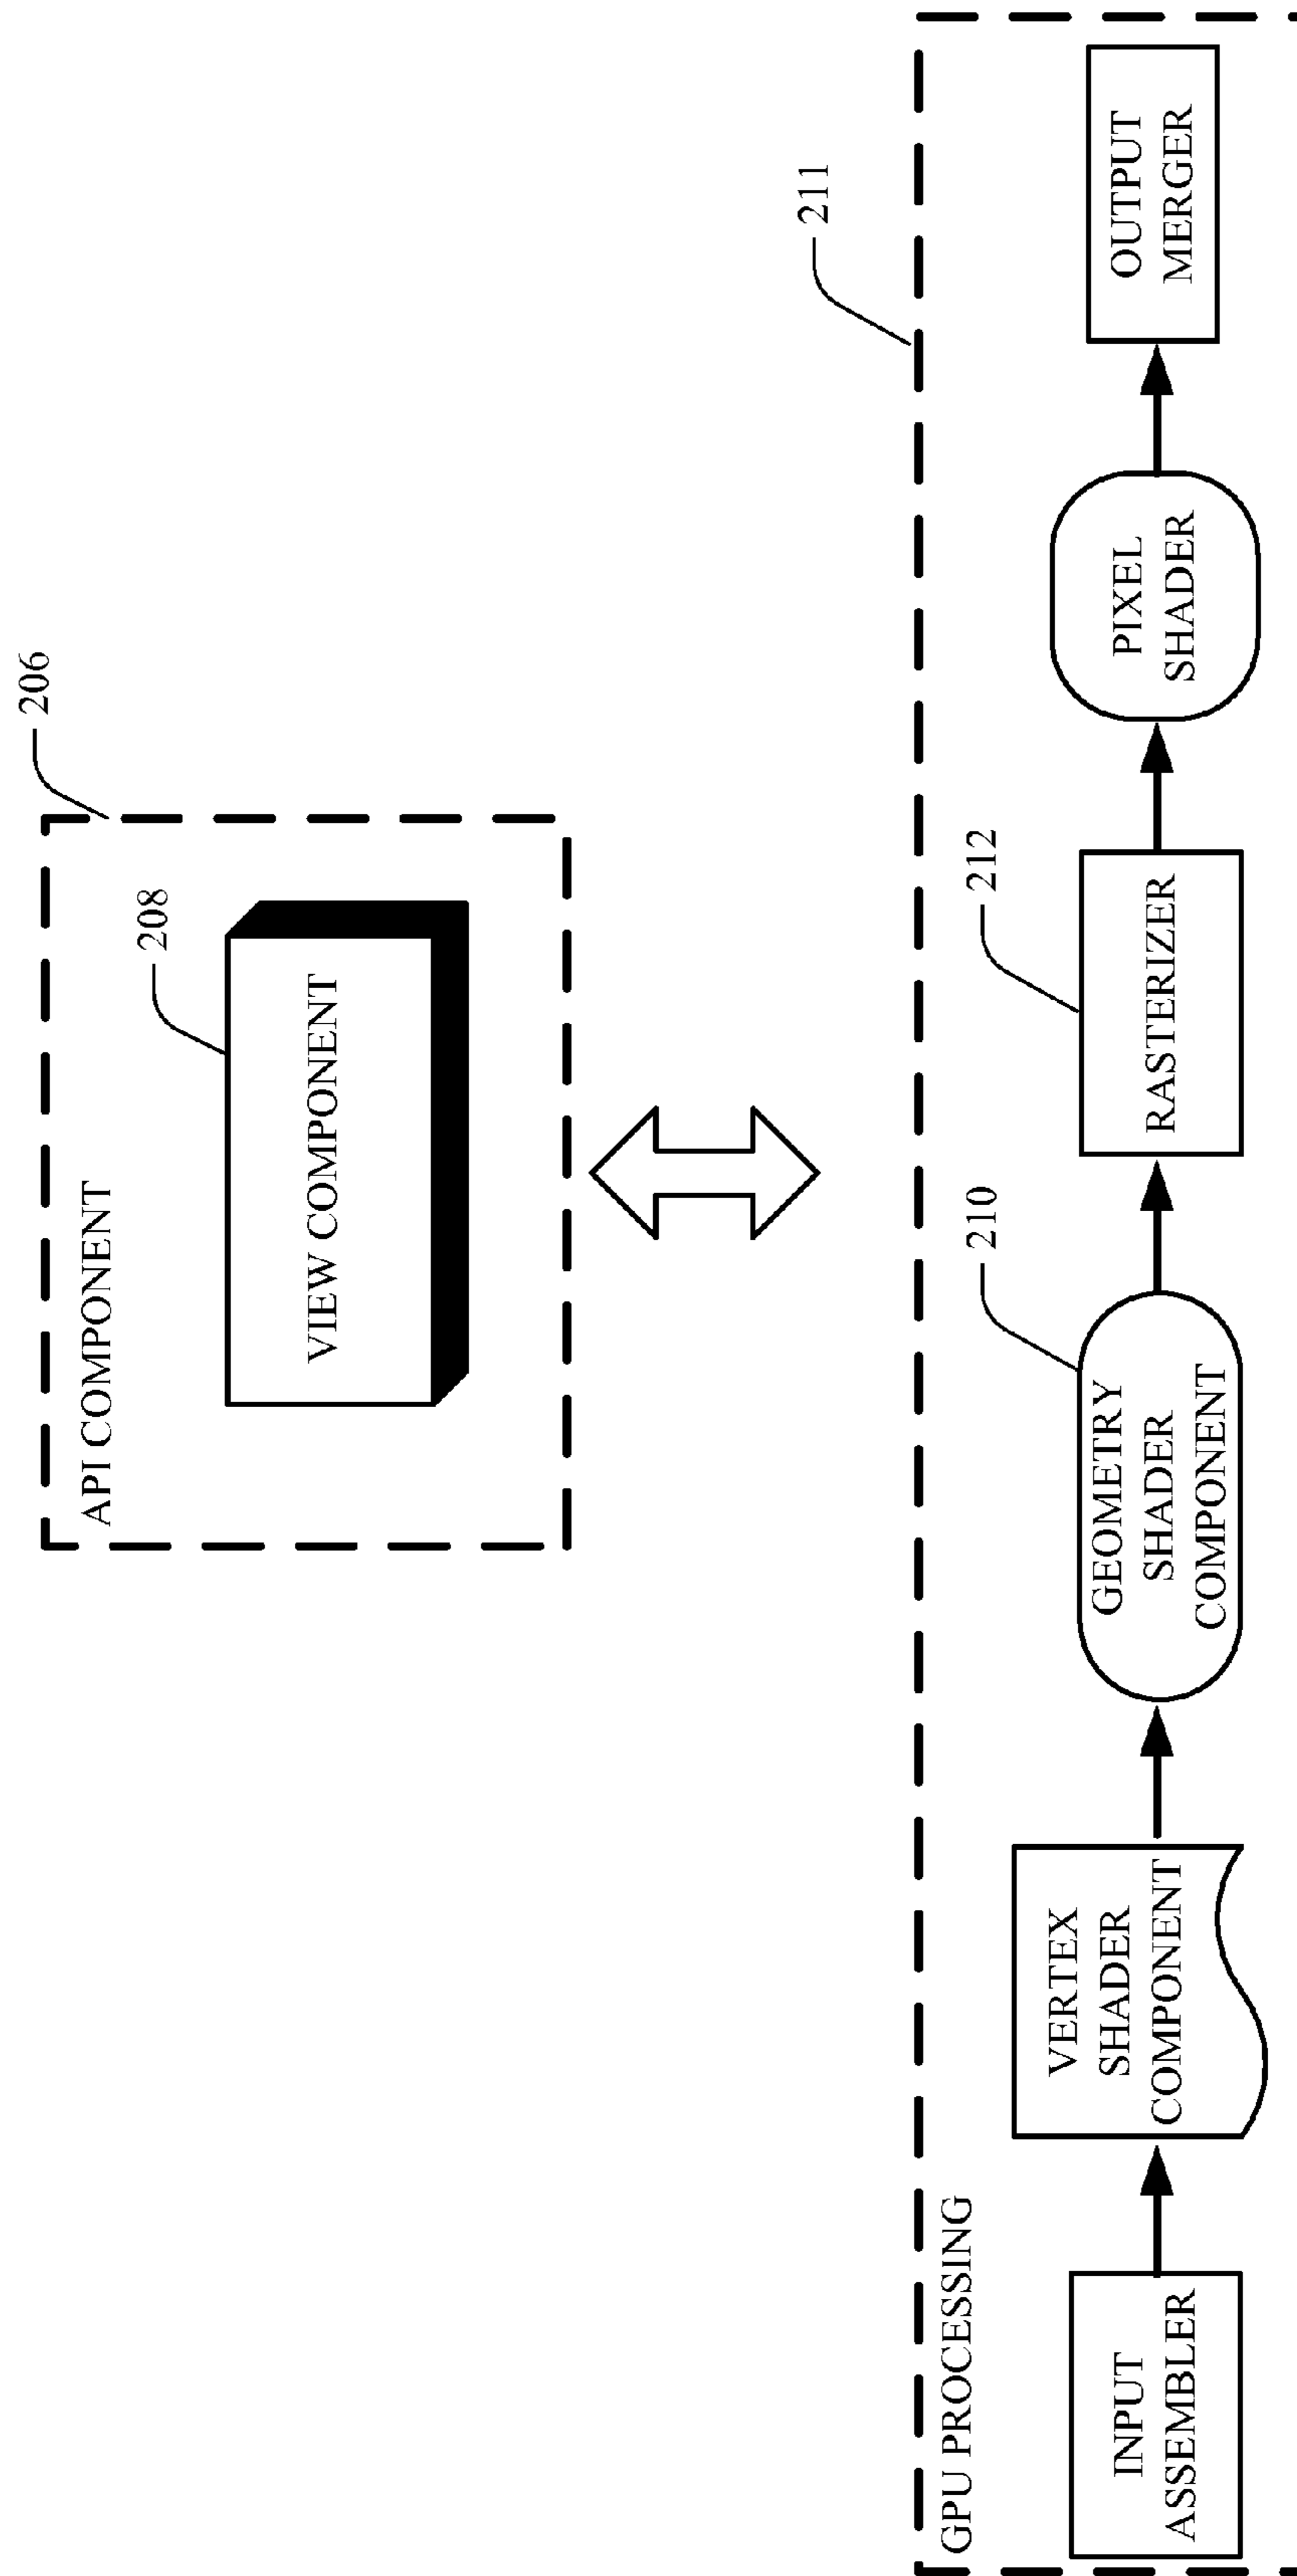 206
API COMPONENT
208
VIEW COMPONENT
211
GPU PROCESSING
INPUT
ASSEMBLER
VERTEX
SHADER
COMPONENT
210
GEOMETRY
SHADER
COMPONENT
212
RASTERIZER
PIXEL
SHADER
OUTPUT
MERGER